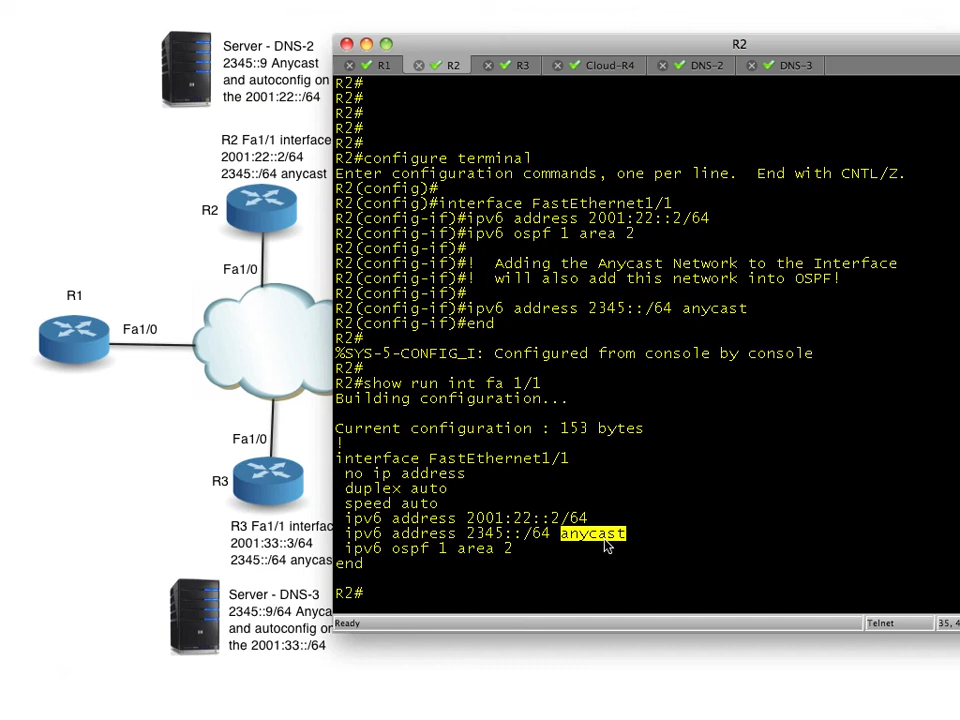 Server - DNS-2
2345::9 Anycast
and autoconfig on
the 2001:22::/64
R2 Fa1/1 interface
2001:22::2/64
2345::/64 anycast
R2
Fa1/0
R1
Fa1/0
Fa1/0
R3
R3 Fa1/1 interfac
2001:33::3/64
2345::/64 anycas
Server - DNS-3
2345::9/64 Anyca
and autoconfig on
the 2001:33::/64
R2
R1 R2 R3 Cloud-R4 DNS-2 DNS-3
R2#
R2#
R2#
R2#
R2#
R2#configure terminal
Enter configuration commands, one per line.  End with CNTL/Z.
R2(config)#
R2(config)#interface FastEthernet1/1
R2(config-if)#ipv6 address 2001:22::2/64
R2(config-if)#ipv6 ospf 1 area 2
R2(config-if)#
R2(config-if)#!  Adding the Anycast Network to the Interface
R2(config-if)#!  will also add this network into OSPF!
R2(config-if)#
R2(config-if)#ipv6 address 2345::/64 anycast
R2(config-if)#end
R2#
%SYS-5-CONFIG_I: Configured from console by console
R2#
R2#show run int fa 1/1
Building configuration...
Current configuration : 153 bytes
!
interface FastEthernet1/1
no ip address
duplex auto
speed auto
ipv6 address 2001:22::2/64
ipv6 address 2345::/64 anycast
ipv6 ospf 1 area 2
end
R2#
Ready Telnet 35, 4